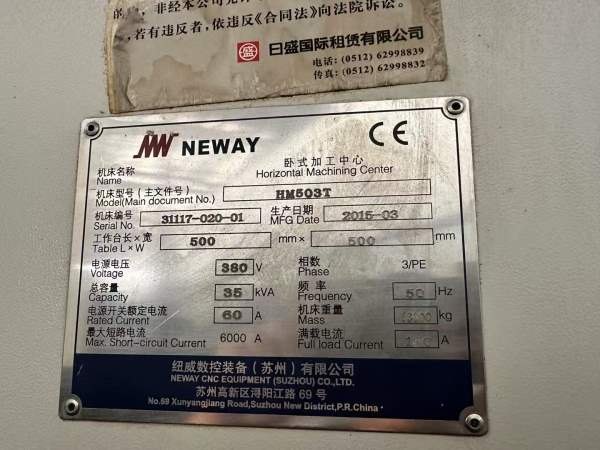 的 非经本公司允许
,若有违反者,依违反《合同法》向法院诉讼。
盛 日盛国际租赁有限公司
电话:(0512) 62998839
传真:(0512) 62998832
NEWAY CE
机床名称 卧式加工中心
Name Horizontal Machining Center
机床型号(主文件号) HM503T
Model(Main document No.)
机床编号 31117-020-01 生产日期 2015-03
Serial No. MFG Date
工作台长×宽 500 mm× 500 mm
Table L×W
电源电压 380 V 相数 3/PE
Voltage Phase
总容量 35 kVA 频 率 50 Hz
Capacity Frequency
电源开关额定电流 60 A 机床重量 kg
Rated Current Mass
最大短路电流 6000 A 满载电流 A
Max. Short-circuit Current Full load Current
纽威数控装备(苏州)有限公司
NEWAY CNC EQUIPMENT (SUZHOU) CO.,LTD.
苏州高新区浔阳江路 69 号
No.69 Xunyangjiang Road,Suzhou New District,P.R.China